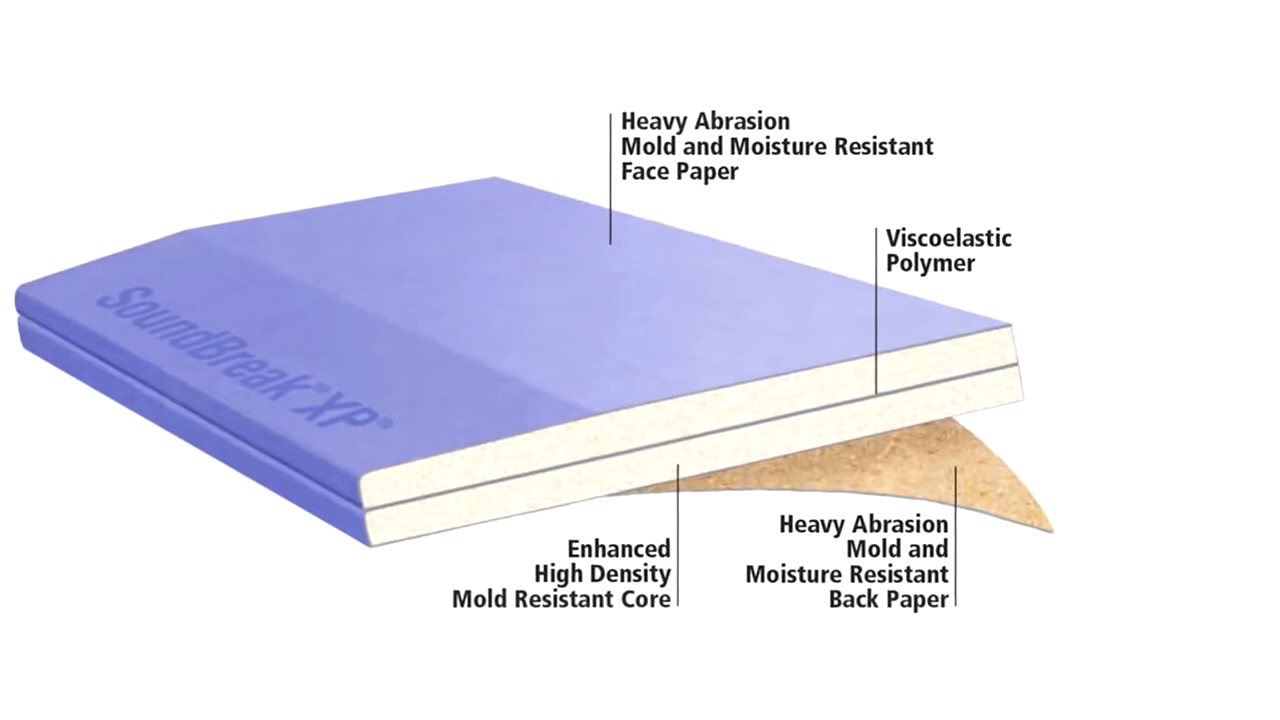 Heavy Abrasion
Mold and Moisture Resistant
Face Paper
Viscoelastic
Polymer
SoundBreak® XP®
Enhanced
High Density
Mold Resistant Core
Heavy Abrasion
Mold and
Moisture Resistant
Back Paper